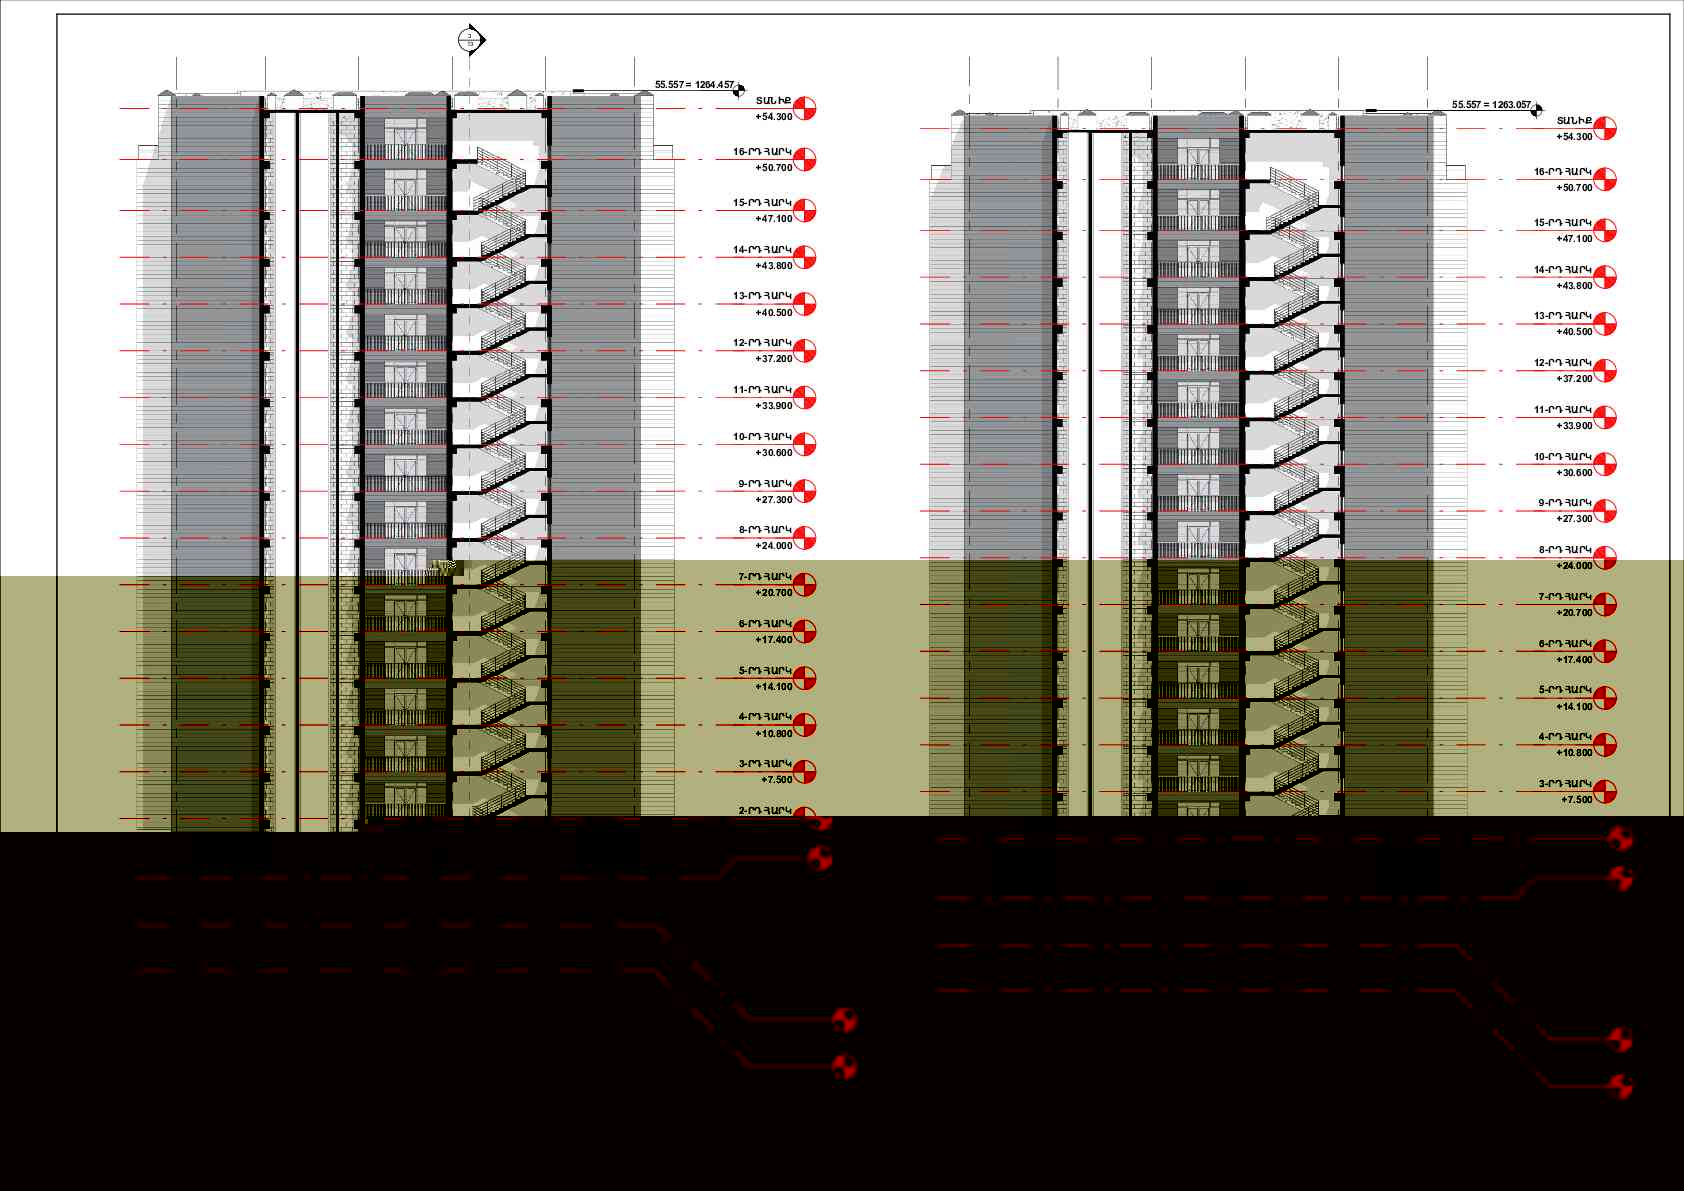 3
13
55.557 = 1264.457
ՏԱՆԻՔ
+54.300
16-ՐԴ ՀԱՐԿ
+50.700
15-ՐԴ ՀԱՐԿ
+47.100
14-ՐԴ ՀԱՐԿ
+43.800
13-ՐԴ ՀԱՐԿ
+40.500
12-ՐԴ ՀԱՐԿ
+37.200
11-ՐԴ ՀԱՐԿ
+33.900
10-ՐԴ ՀԱՐԿ
+30.600
9-ՐԴ ՀԱՐԿ
+27.300
8-ՐԴ ՀԱՐԿ
+24.000
7-ՐԴ ՀԱՐԿ
+20.700
6-ՐԴ ՀԱՐԿ
+17.400
5-ՐԴ ՀԱՐԿ
+14.100
4-ՐԴ ՀԱՐԿ
+10.800
3-ՐԴ ՀԱՐԿ
+7.500
2-ՐԴ ՀԱՐԿ
55.557 = 1263.057
ՏԱՆԻՔ
+54.300
16-ՐԴ ՀԱՐԿ
+50.700
15-ՐԴ ՀԱՐԿ
+47.100
14-ՐԴ ՀԱՐԿ
+43.800
13-ՐԴ ՀԱՐԿ
+40.500
12-ՐԴ ՀԱՐԿ
+37.200
11-ՐԴ ՀԱՐԿ
+33.900
10-ՐԴ ՀԱՐԿ
+30.600
9-ՐԴ ՀԱՐԿ
+27.300
8-ՐԴ ՀԱՐԿ
+24.000
7-ՐԴ ՀԱՐԿ
+20.700
6-ՐԴ ՀԱՐԿ
+17.400
5-ՐԴ ՀԱՐԿ
+14.100
4-ՐԴ ՀԱՐԿ
+10.800
3-ՐԴ ՀԱՐԿ
+7.500